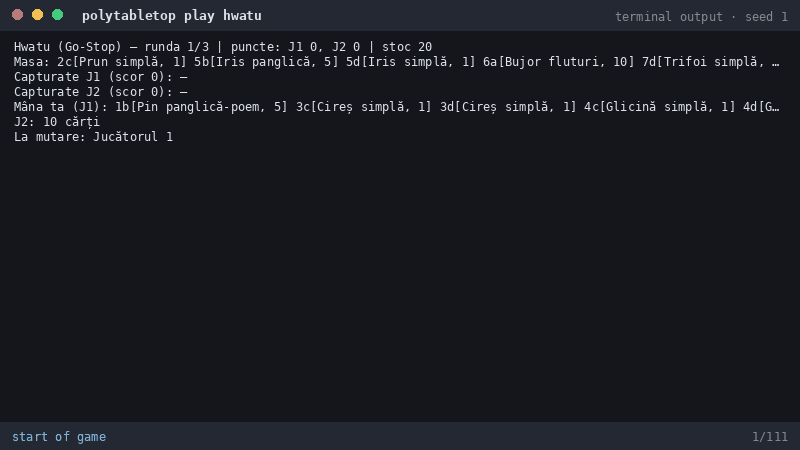 polytabletop play hwatu
terminal output · seed 1
Hwatu (Go-Stop) — runda 1/3 | puncte: J1 0, J2 0 | stoc 20
Masa: 2c[Prun simplă, 1] 5b[Iris panglică, 5] 5d[Iris simplă, 1] 6a[Bujor fluturi, 10] 7d[Trifoi simplă, …
Capturate J1 (scor 0): —
Capturate J2 (scor 0): —
Mâna ta (J1): 1b[Pin panglică-poem, 5] 3c[Cireș simplă, 1] 3d[Cireș simplă, 1] 4c[Glicină simplă, 1] 4d[G…
J2: 10 cărți
La mutare: Jucătorul 1
start of game
1/111